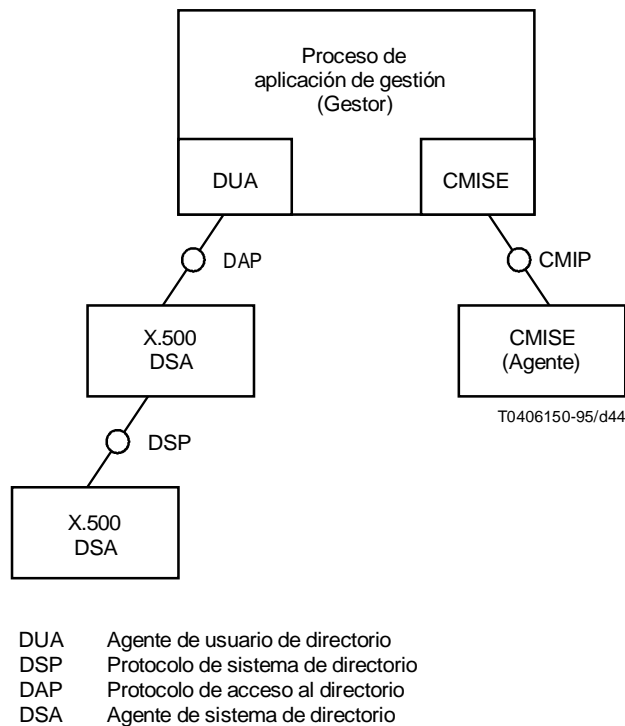 Proceso de
aplicación de gestión
(Gestor)
DUA
CMISE
DAP
CMIP
X.500
DSA
CMISE
(Agente)
T0406150-95/d44
DSP
X.500
DSA
DUA Agente de usuario de directorio
DSP Protocolo de sistema de directorio
DAP Protocolo de acceso al directorio
DSA Agente de sistema de directorio